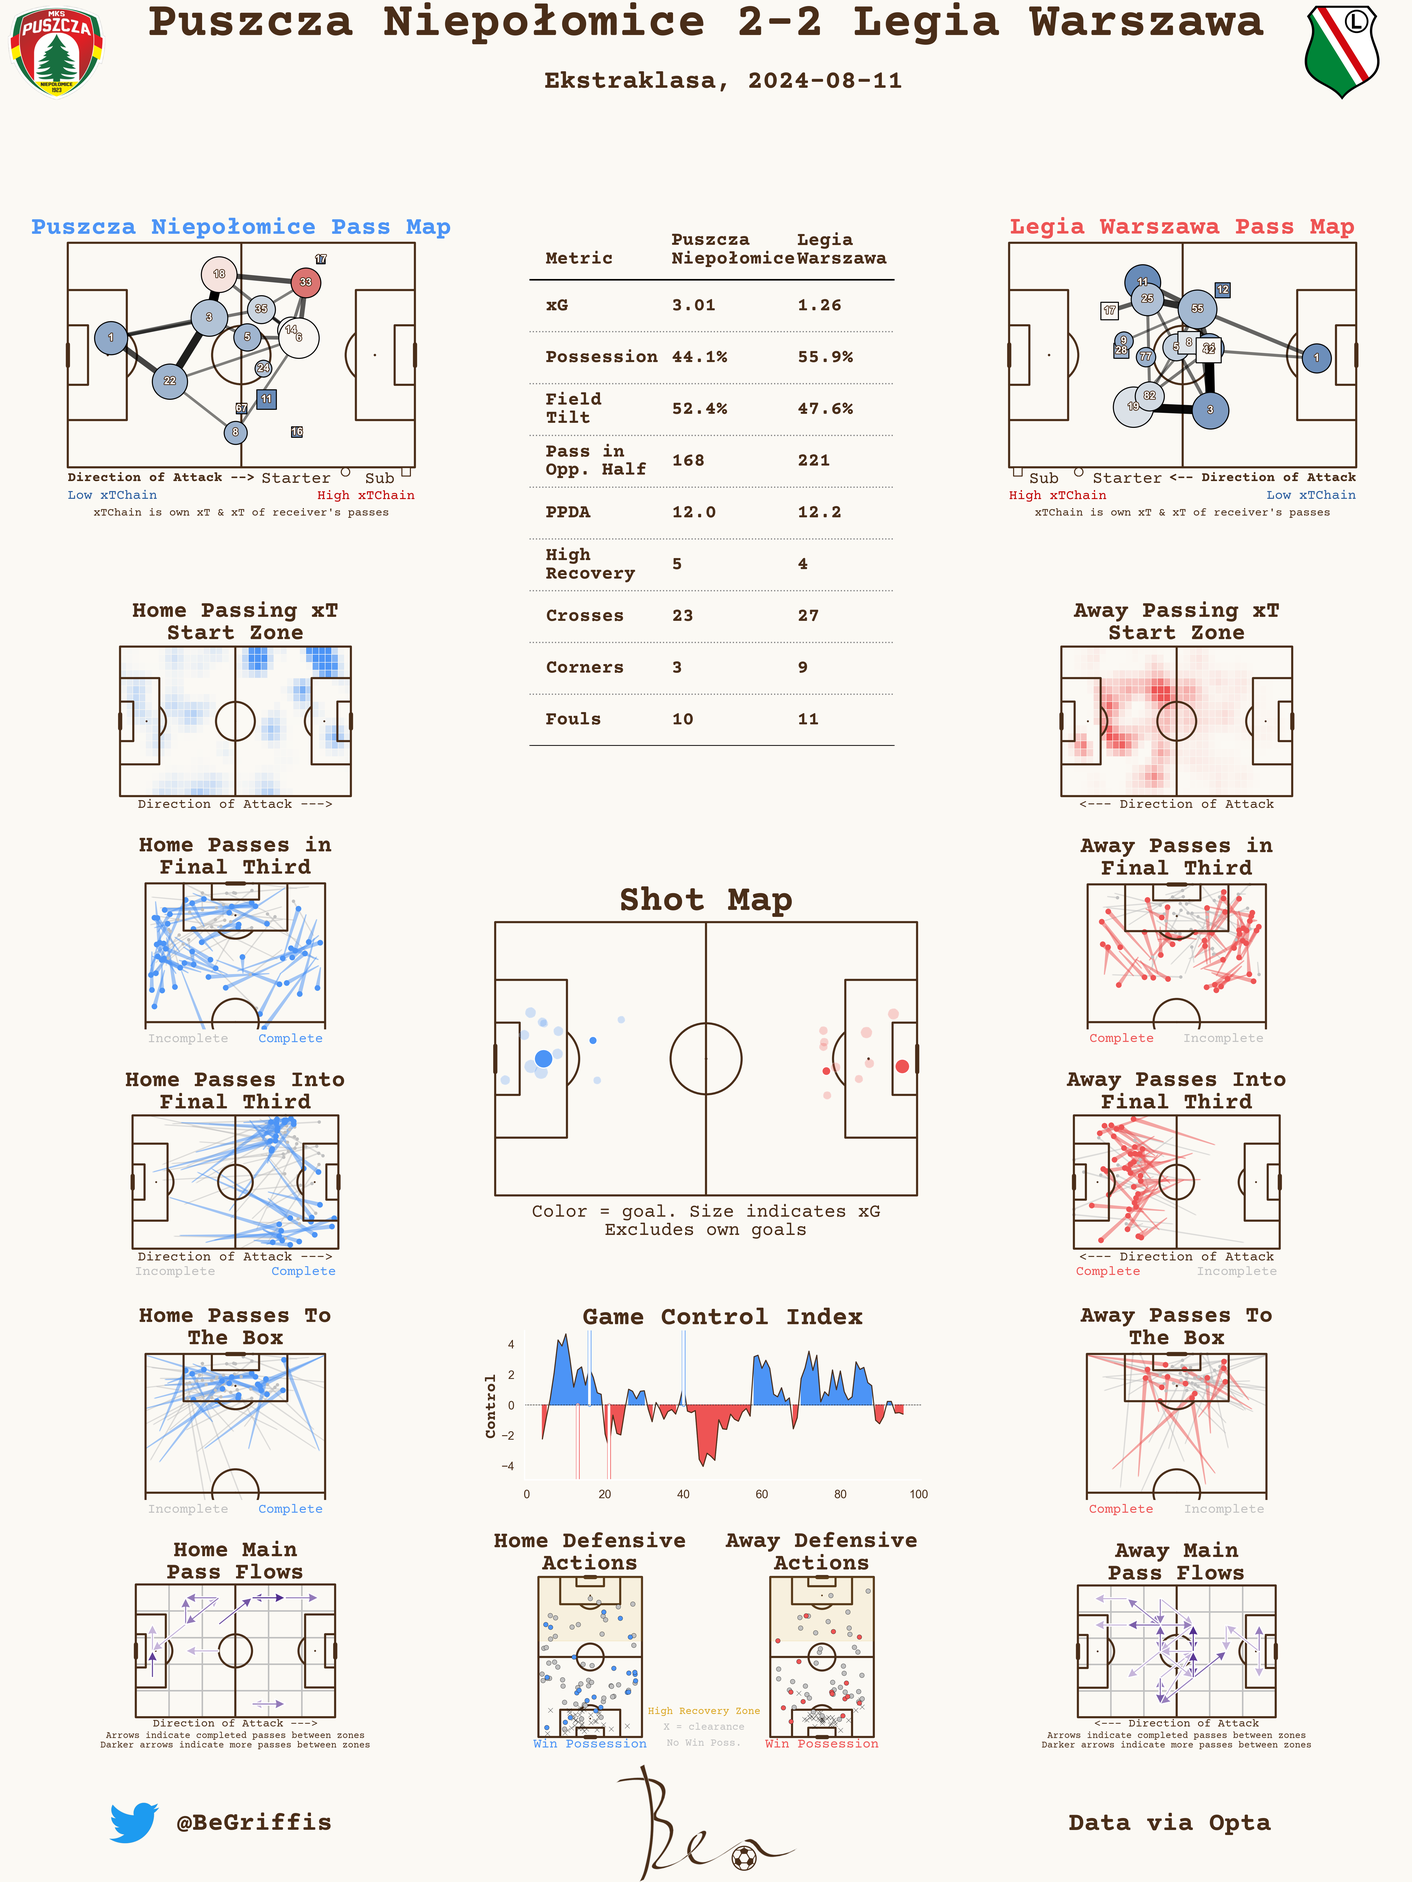 Puszcza Niepołomice 2-2 Legia Warszawa
Ekstraklasa, 2024-08-11
MKS
PUSZCZA
NIEPOŁOMICE
1923
L
Puszcza Niepołomice Pass Map
18
17
33
35
3
14
1
5
6
24
22
11
67
8
16
Direction of Attack --> Starter Sub
Low xTChain High xTChain
xTChain is own xT & xT of receiver's passes
Metric Puszcza Niepołomice Legia Warszawa
xG 3.01 1.26
Possession 44.1% 55.9%
Field Tilt 52.4% 47.6%
Pass in Opp. Half 168 221
PPDA 12.0 12.2
High Recovery 5 4
Crosses 23 27
Corners 3 9
Fouls 10 11
Legia Warszawa Pass Map
11
12
25
17
55
9
8
28
77
42
1
82
19
3
Sub Starter <-- Direction of Attack
High xTChain Low xTChain
xTChain is own xT & xT of receiver's passes
Home Passing xT
Start Zone
Direction of Attack --->
Away Passing xT
Start Zone
<--- Direction of Attack
Home Passes in
Final Third
Incomplete Complete
Away Passes in
Final Third
Complete Incomplete
Shot Map
Color = goal. Size indicates xG
Excludes own goals
Home Passes Into
Final Third
Direction of Attack --->
Incomplete Complete
Away Passes Into
Final Third
<--- Direction of Attack
Complete Incomplete
Home Passes To
The Box
Incomplete Complete
Game Control Index
Control
4
2
0
−2
−4
0 20 40 60 80 100
Away Passes To
The Box
Complete Incomplete
Home Main
Pass Flows
Direction of Attack --->
Arrows indicate completed passes between zones
Darker arrows indicate more passes between zones
Home Defensive
Actions
Win Possession
High Recovery Zone
X = clearance
No Win Poss.
Away Defensive
Actions
Win Possession
Away Main
Pass Flows
<--- Direction of Attack
Arrows indicate completed passes between zones
Darker arrows indicate more passes between zones
@BeGriffis
Ben
Data via Opta